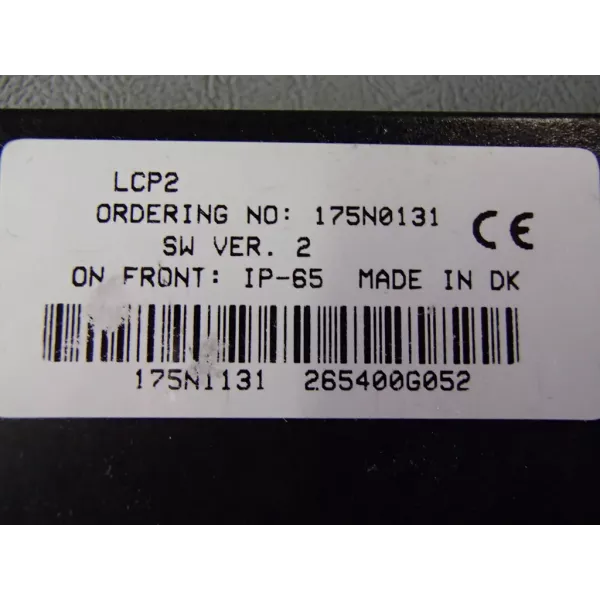 LCP2
ORDERING NO: 175N0131 CE
SW VER. 2
ON FRONT: IP-65 MADE IN DK
175N1131 265400G052